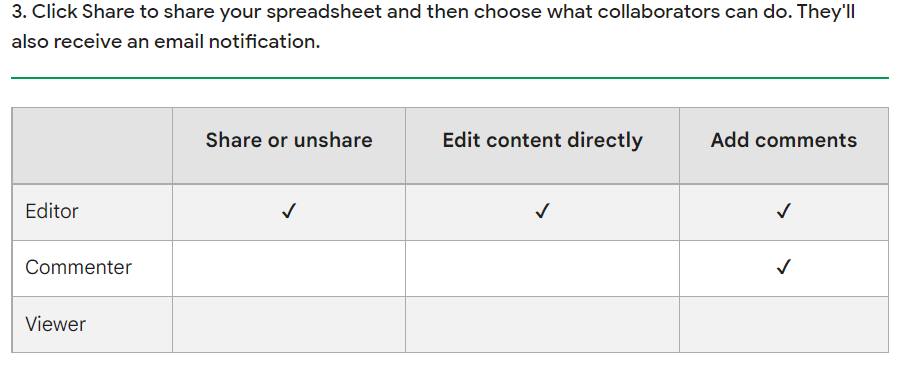 3. Click Share to share your spreadsheet and then choose what collaborators can do. They'll
also receive an email notification.
Share or unshare Edit content directly Add comments
Editor ✓ ✓ ✓
Commenter ✓
Viewer